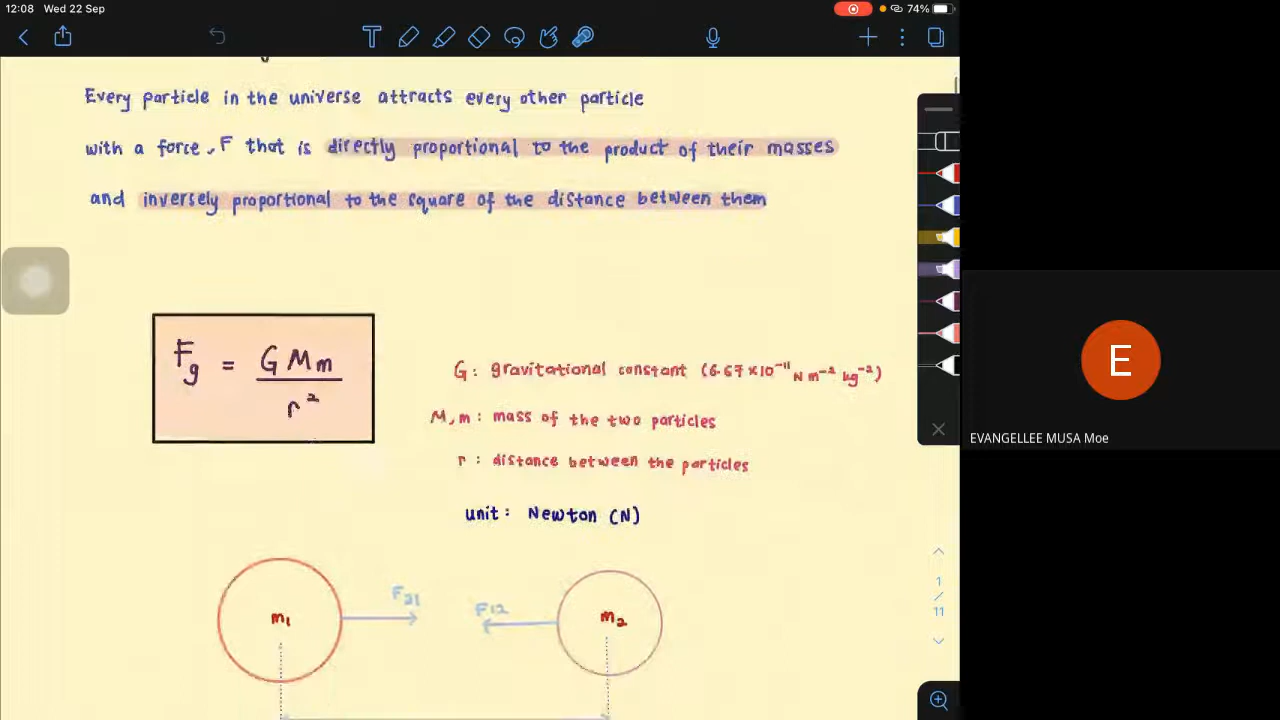 12:08 Wed 22 Sep
74%
Every particle in the universe attracts every other particle
with a force, F that is directly proportional to the product of their masses
and inversely proportional to the square of the distance between them
Fg = GMm / r²
G: gravitational constant (6.67 ×10⁻¹¹ N m⁻² kg⁻²)
M, m: mass of the two particles
r: distance between the particles
unit: Newton (N)
m₁
F21
F12
m₂
1
/
11
E
EVANGELLEE MUSA Moe